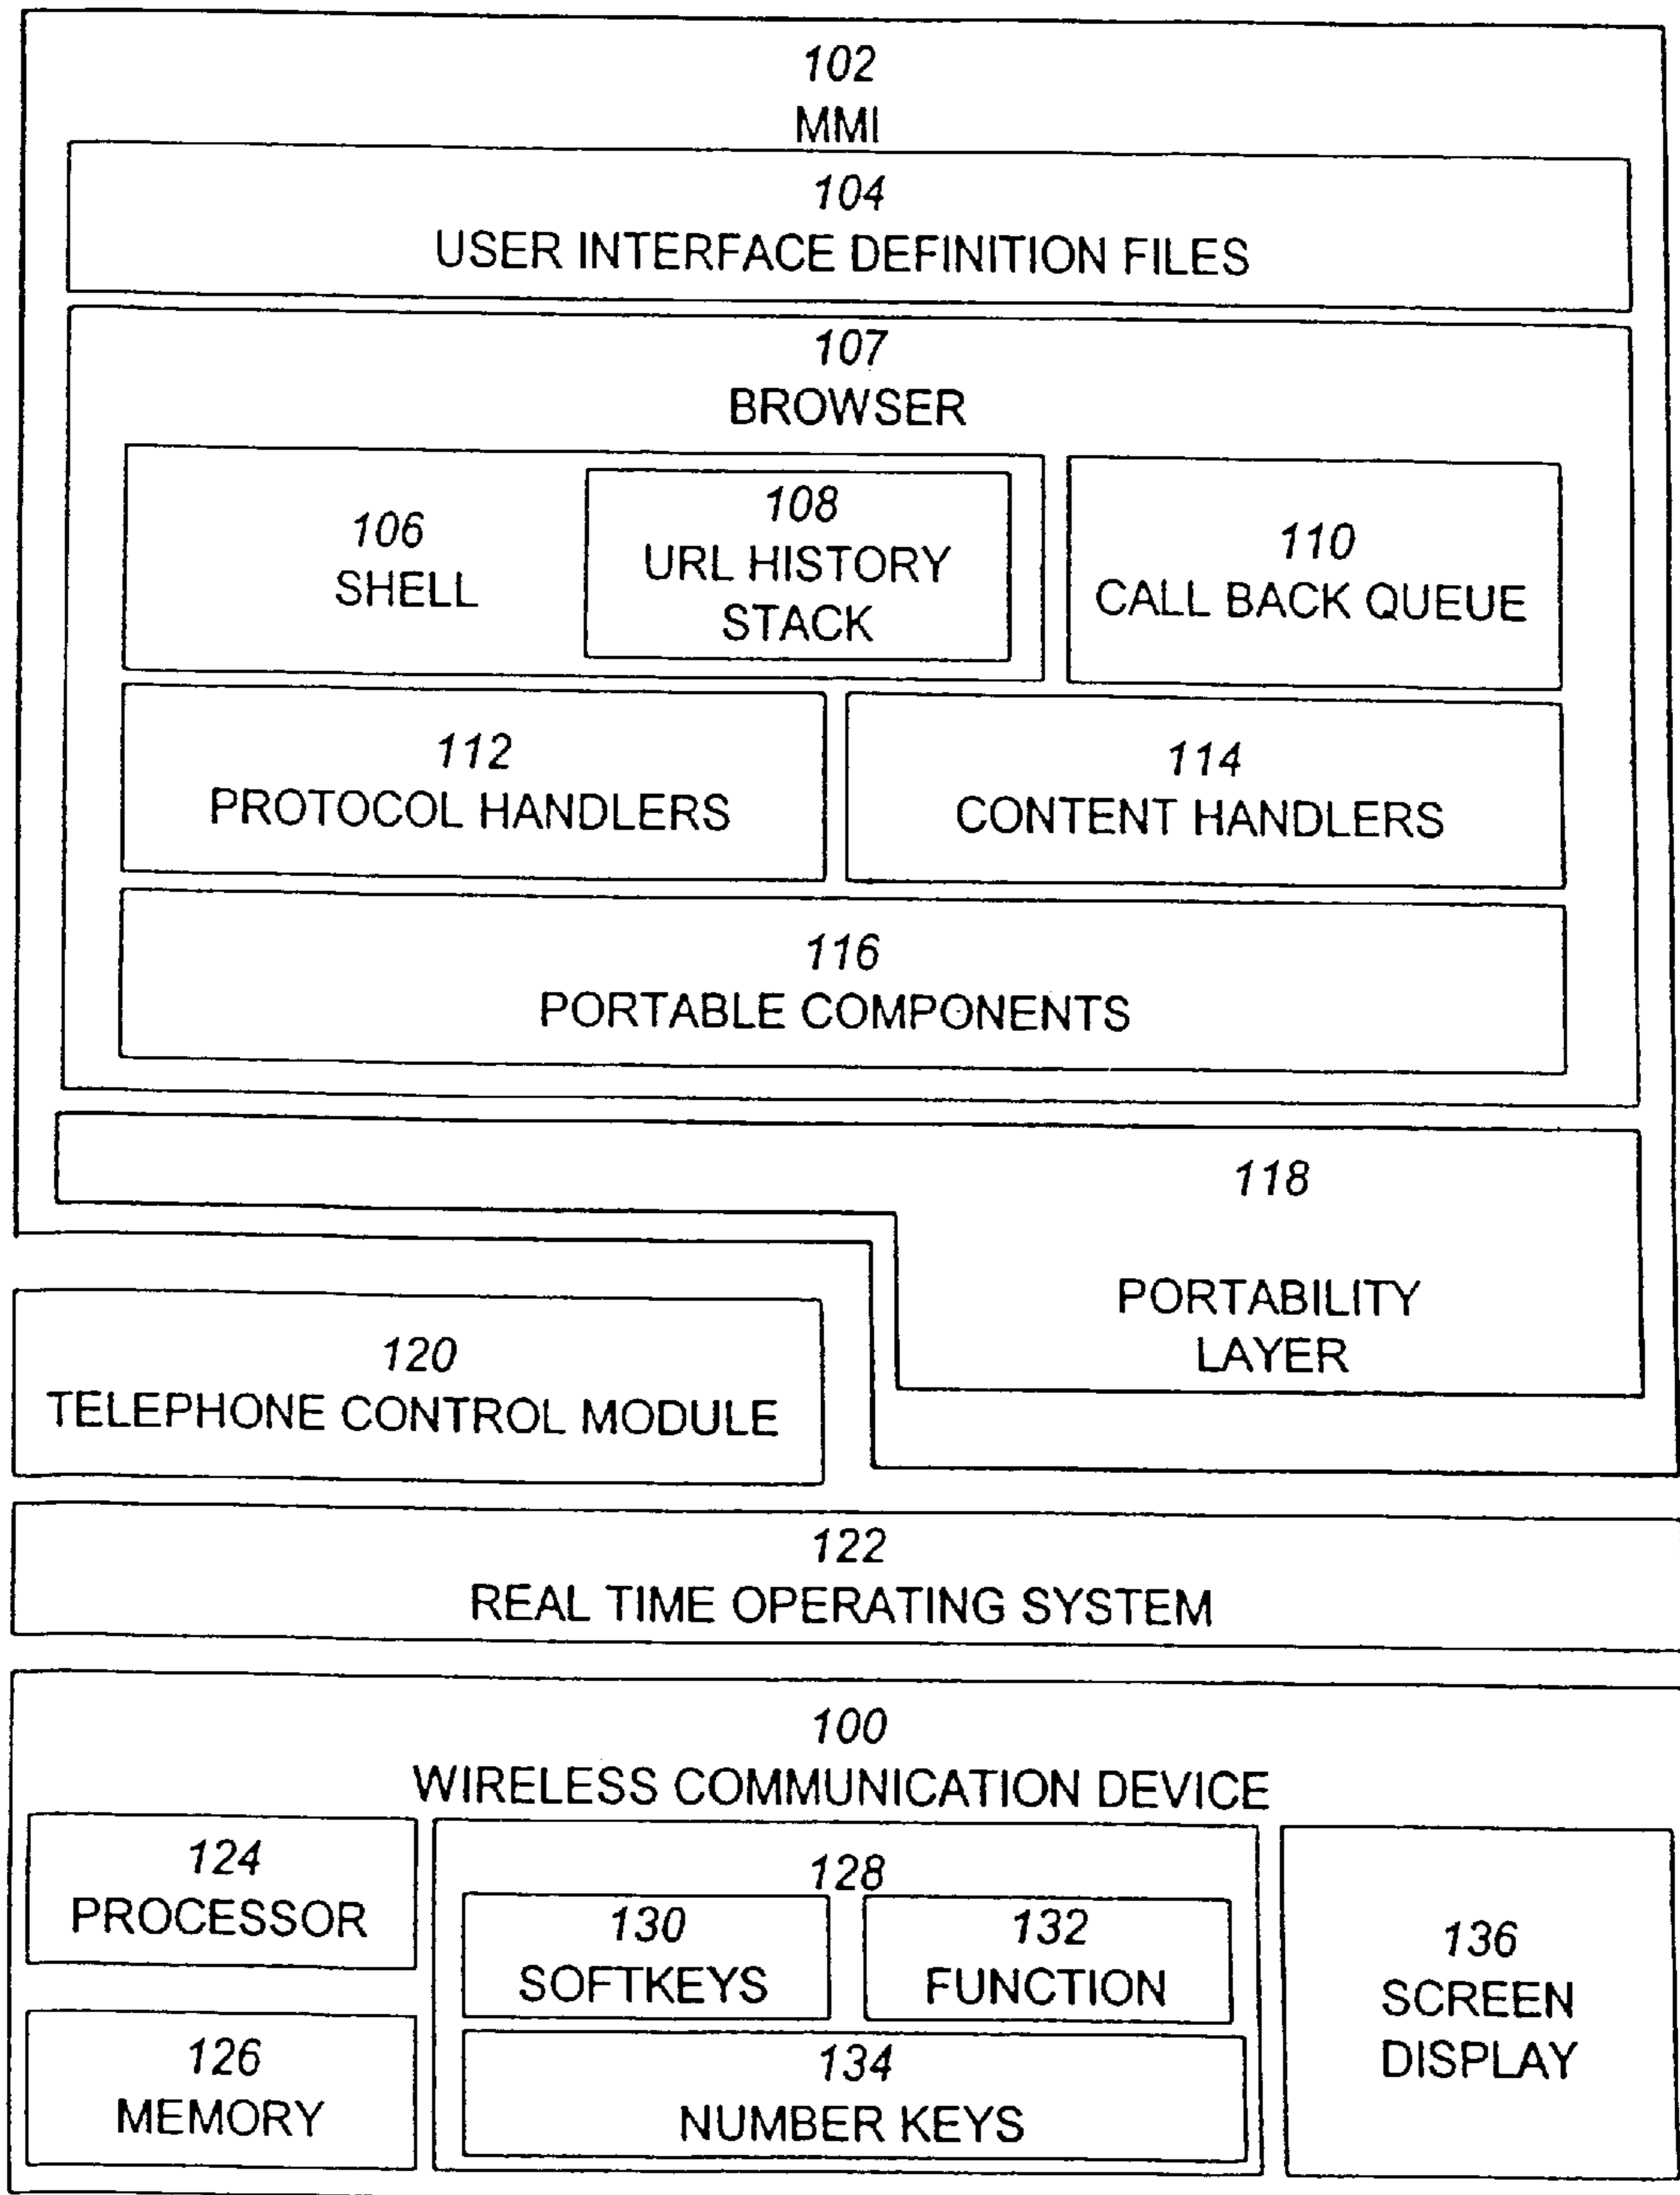 102
MMI
104
USER INTERFACE DEFINITION FILES
107
BROWSER
106
SHELL
108
URL HISTORY
STACK
110
CALL BACK QUEUE
112
PROTOCOL HANDLERS
114
CONTENT HANDLERS
116
PORTABLE COMPONENTS
118
PORTABILITY
LAYER
120
TELEPHONE CONTROL MODULE
122
REAL TIME OPERATING SYSTEM
100
WIRELESS COMMUNICATION DEVICE
124
PROCESSOR
126
MEMORY
128
130
SOFTKEYS
132
FUNCTION
134
NUMBER KEYS
136
SCREEN
DISPLAY